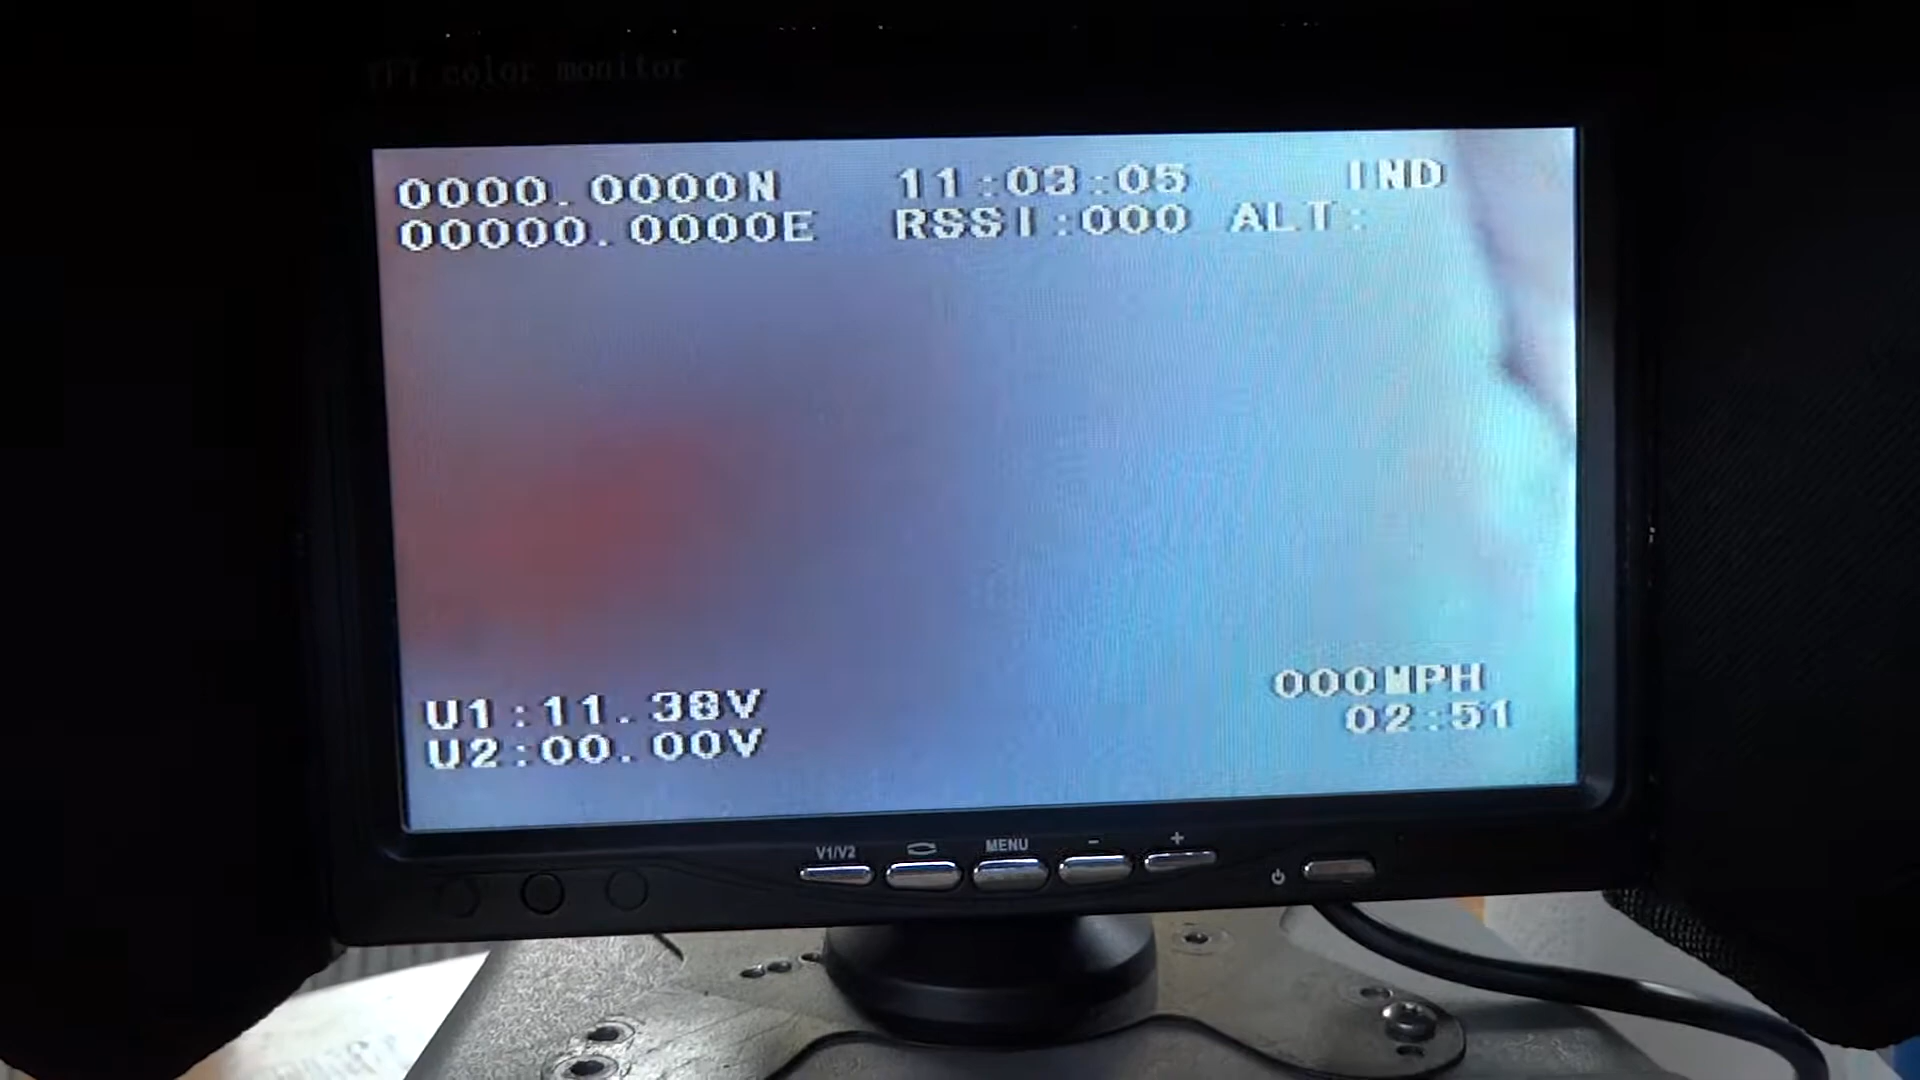 TFT color monitor
0000.0000N 11:03:05 IND
00000.0000E RSSI:000 ALT:
000MPH
U1:11.38V 02:51
U2:00.00V
V1/V2 MENU - +